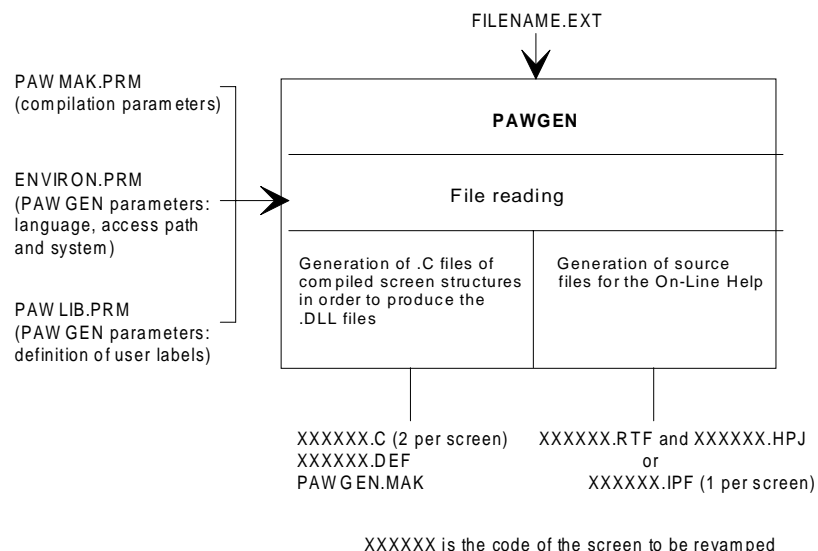 FILENAME.EXT
PAWMAK.PRM
(compilation parameters)
ENVIRON.PRM
(PAWGEN parameters:
language, access path
and system)
PAWLIB.PRM
(PAWGEN parameters:
definition of user labels)
PAWGEN
File reading
Generation of .C files of
compiled screen structures
in order to produce the
.DLL files
Generation of source
files for the On-Line Help
XXXXXX.C (2 per screen)
XXXXXX.DEF
PAWGEN.MAK
XXXXXX.RTF and XXXXXX.HPJ
or
XXXXXX.IPF (1 per screen)
XXXXXX is the code of the screen to be revamped